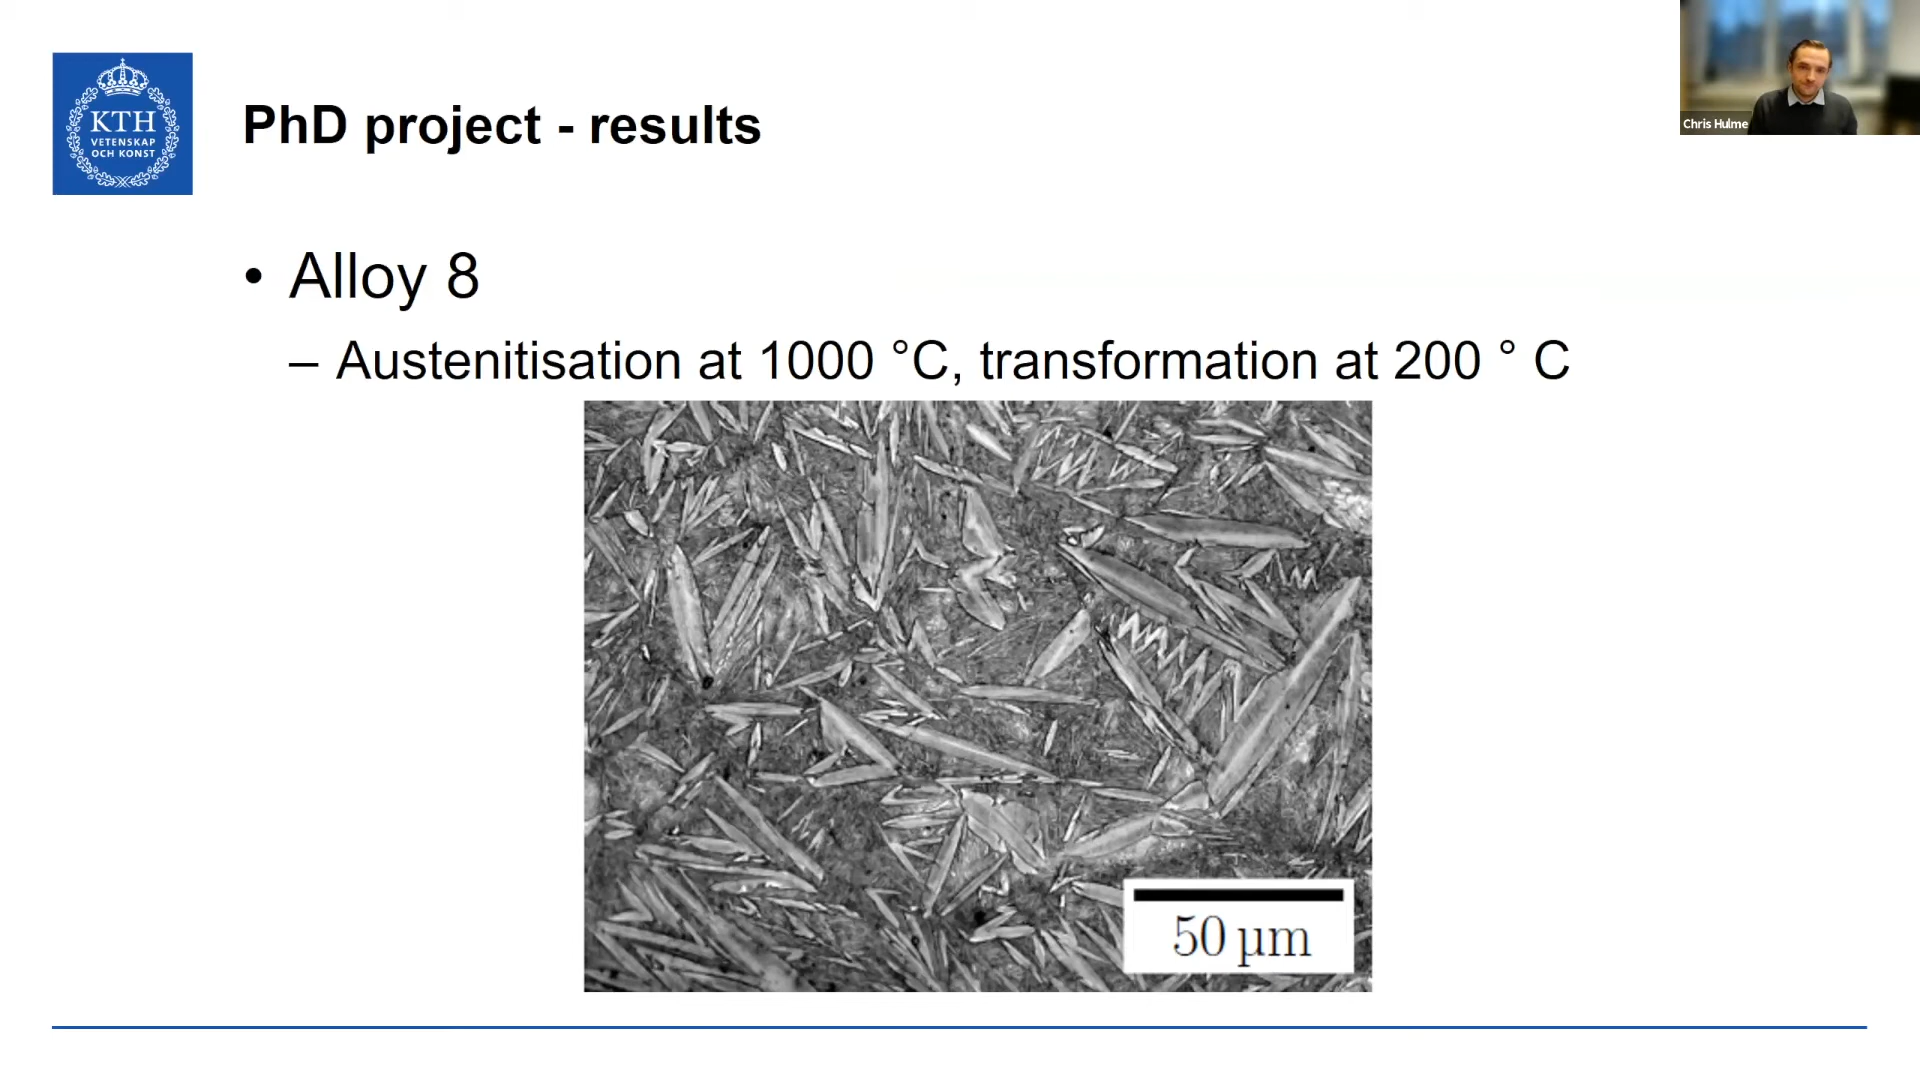 KTH
VETENSKAP
OCH KONST
PhD project - results
Chris Hulme
• Alloy 8
– Austenitisation at 1000 °C, transformation at 200 ° C
50 µm